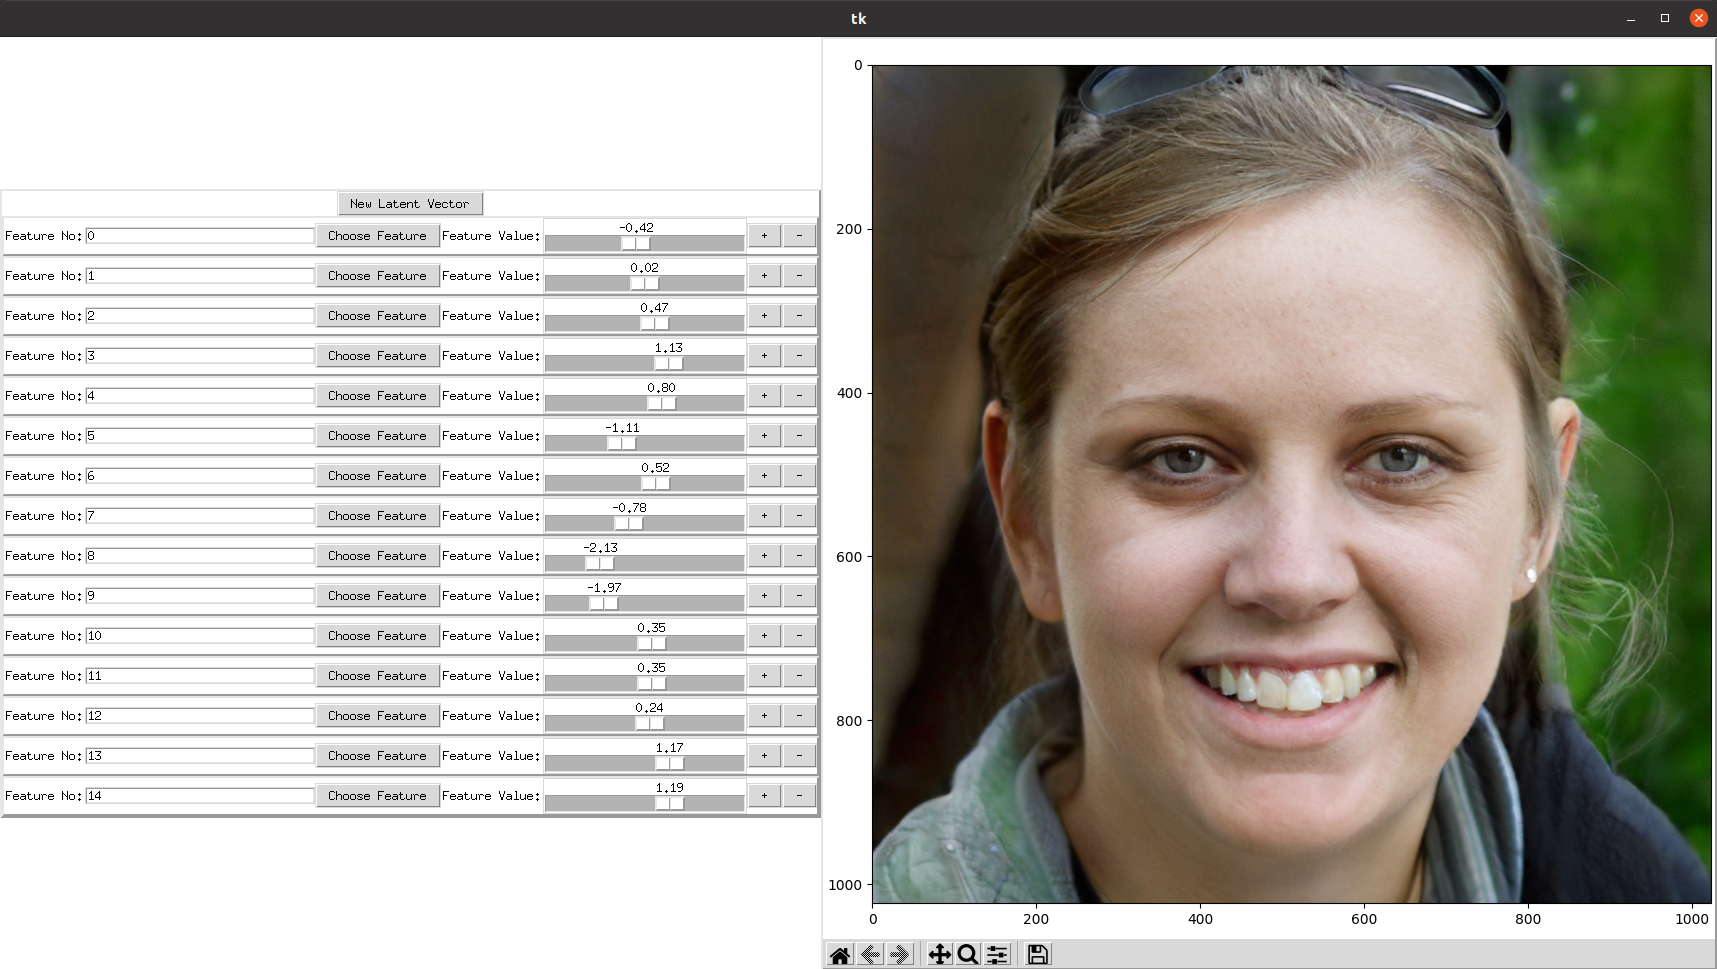 tk
New Latent Vector
Feature No: 0 Choose Feature Feature Value: -0.42 + -
Feature No: 1 Choose Feature Feature Value: 0.02 + -
Feature No: 2 Choose Feature Feature Value: 0.47 + -
Feature No: 3 Choose Feature Feature Value: 1.13 + -
Feature No: 4 Choose Feature Feature Value: 0.80 + -
Feature No: 5 Choose Feature Feature Value: -1.11 + -
Feature No: 6 Choose Feature Feature Value: 0.52 + -
Feature No: 7 Choose Feature Feature Value: -0.78 + -
Feature No: 8 Choose Feature Feature Value: -2.13 + -
Feature No: 9 Choose Feature Feature Value: -1.97 + -
Feature No: 10 Choose Feature Feature Value: 0.35 + -
Feature No: 11 Choose Feature Feature Value: 0.35 + -
Feature No: 12 Choose Feature Feature Value: 0.24 + -
Feature No: 13 Choose Feature Feature Value: 1.17 + -
Feature No: 14 Choose Feature Feature Value: 1.19 + -
0
200
400
600
800
1000
0 200 400 600 800 1000